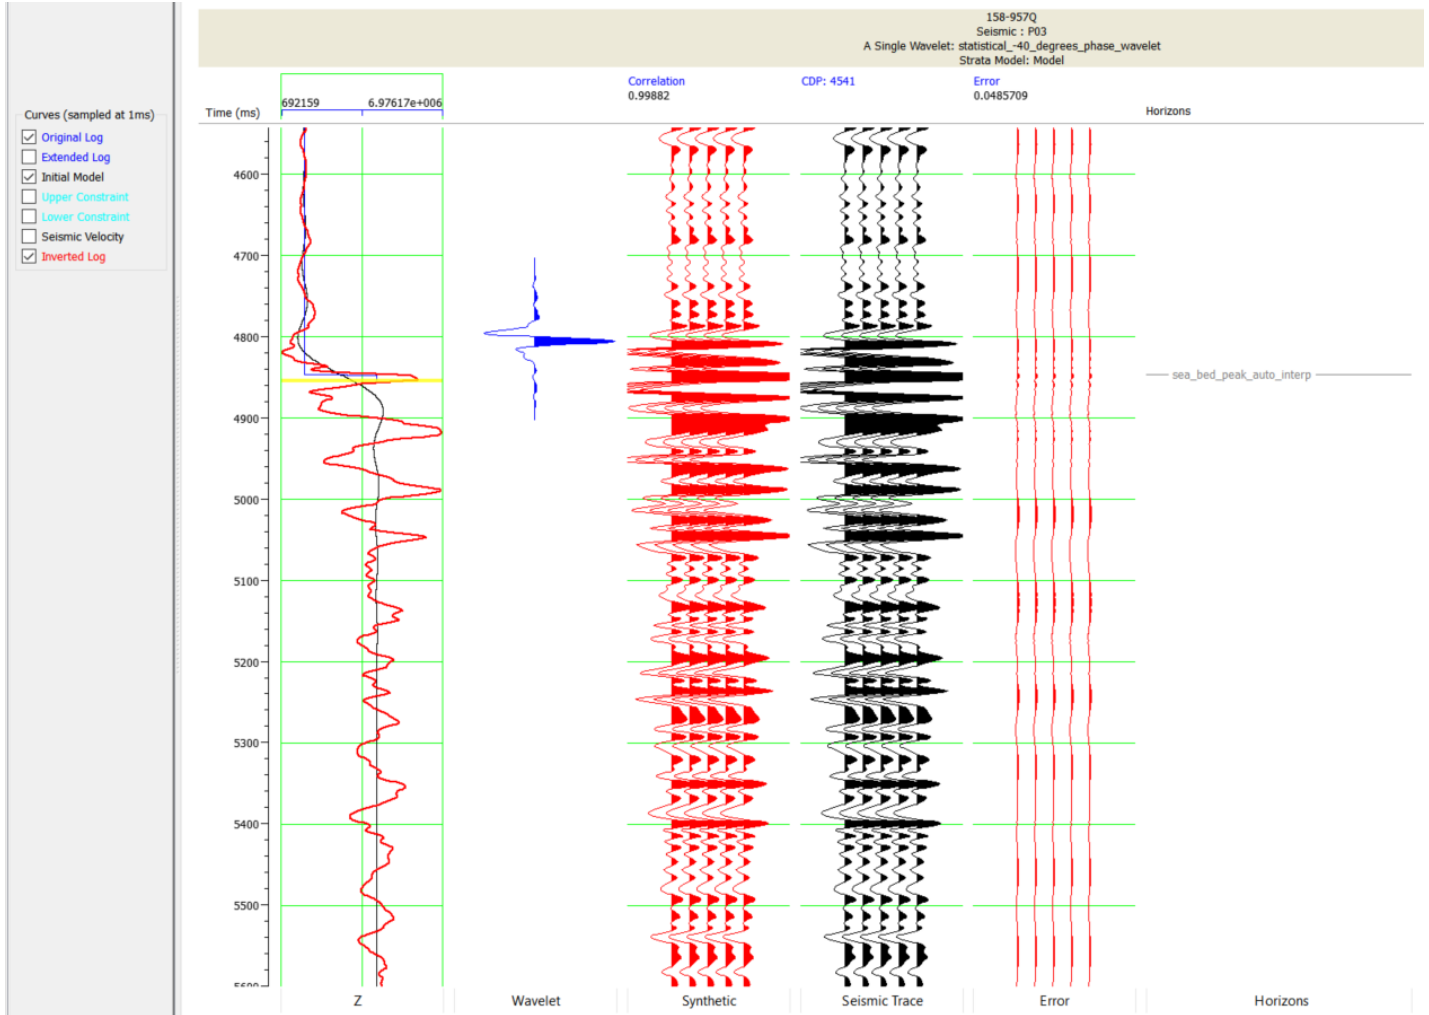 158-957Q
Seismic : P03
A Single Wavelet: statistical_-40_degrees_phase_wavelet
Strata Model: Model
Correlation
0.99882
CDP: 4541
Error
0.0485709
692159 6.97617e+006
Time (ms)
Horizons
Curves (sampled at 1ms)
Original Log
Extended Log
Initial Model
Upper Constraint
Lower Constraint
Seismic Velocity
Inverted Log
4600
4700
4800
4900
5000
5100
5200
5300
5400
5500
5600
sea_bed_peak_auto_interp
Z
Wavelet
Synthetic
Seismic Trace
Error
Horizons